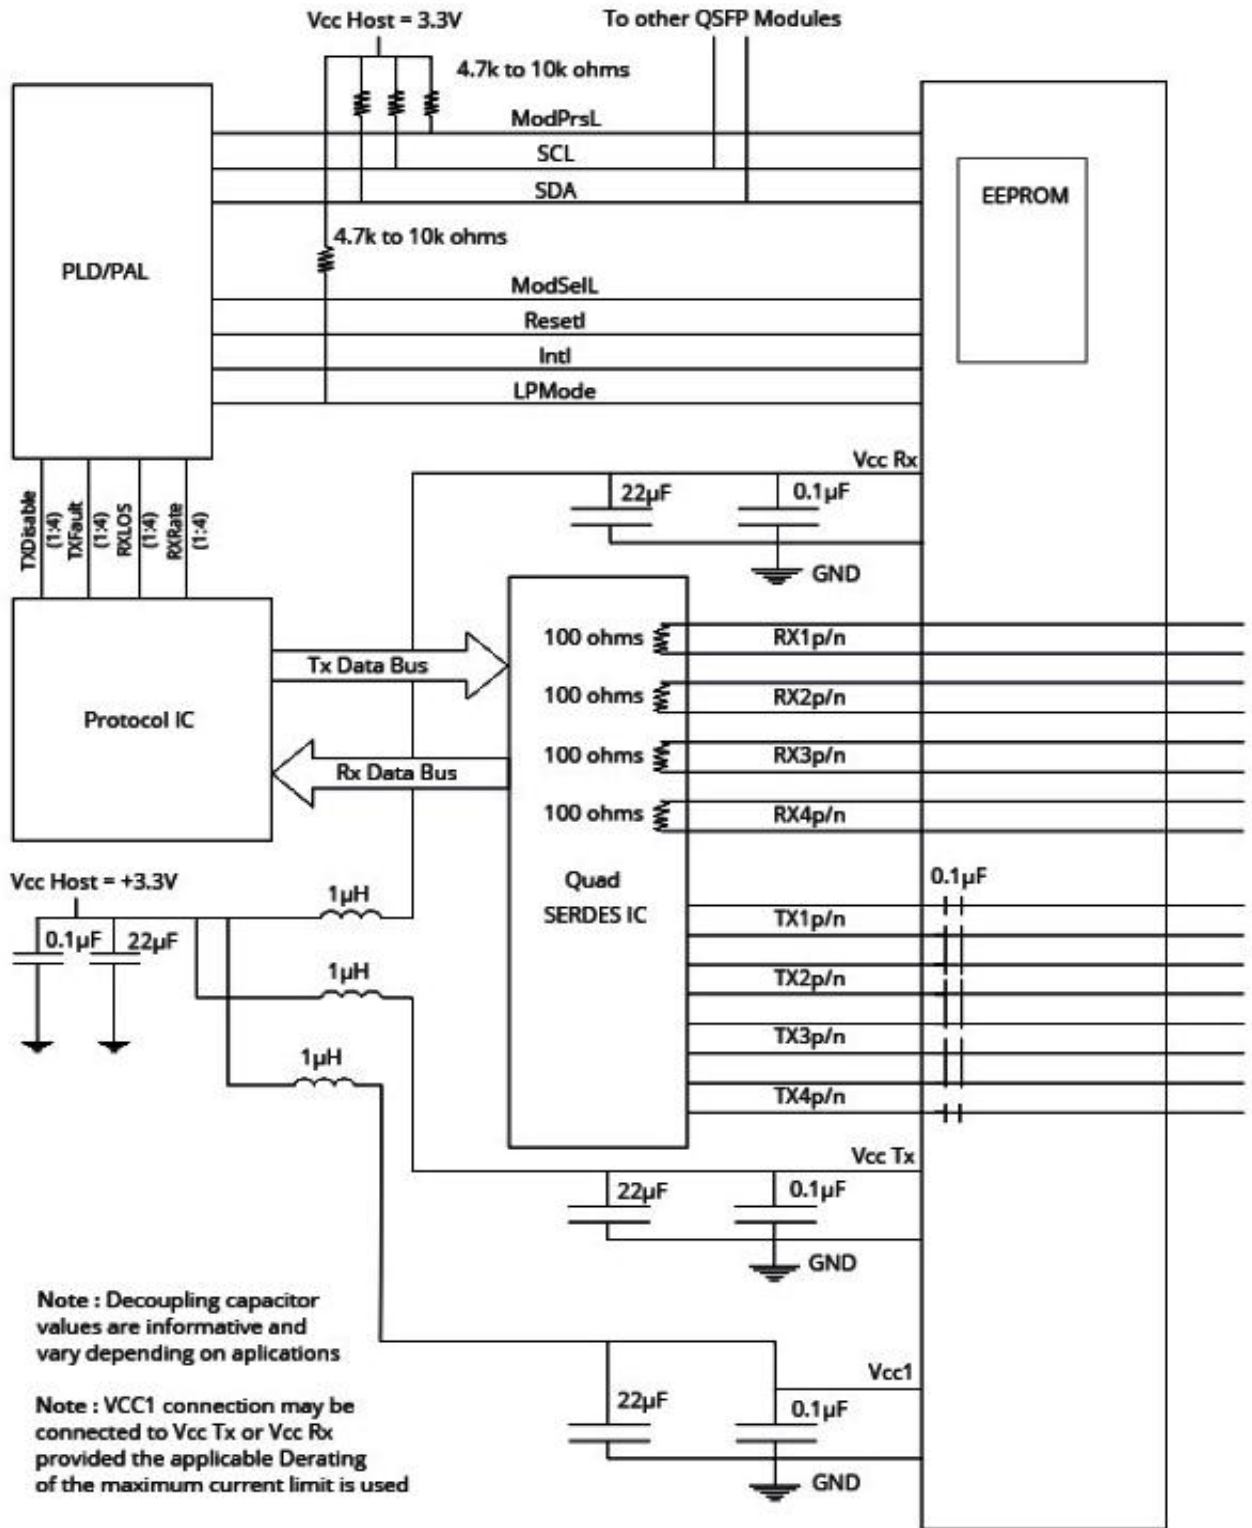 Vcc Host = 3.3V
To other QSFP Modules
4.7k to 10k ohms
ModPrsL
SCL
SDA
EEPROM
4.7k to 10k ohms
PLD/PAL
ModSelL
Resetl
Intl
LPMode
Vcc Rx
TXDisable
(1:4)
TXFault
(1:4)
RXLOS
(1:4)
RXRate
(1:4)
22µF
0.1µF
GND
100 ohms
RX1p/n
Tx Data Bus
100 ohms
RX2p/n
Protocol IC
100 ohms
RX3p/n
Rx Data Bus
100 ohms
RX4p/n
Vcc Host = +3.3V
1µH
Quad
SERDES IC
0.1µF
0.1µF
22µF
TX1p/n
1µH
TX2p/n
1µH
TX3p/n
TX4p/n
Vcc Tx
22µF
0.1µF
GND
Note : Decoupling capacitor
values are informative and
vary depending on aplications
Vcc1
22µF
0.1µF
GND
Note : VCC1 connection may be
connected to Vcc Tx or Vcc Rx
provided the applicable Derating
of the maximum current limit is used